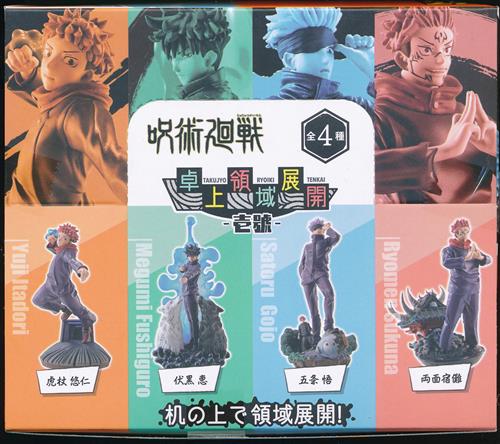 呪術廻戦
全4種
TAKUJYO RYOIKI TENKAI
卓上領域展開
-壱號-
Yuji Itadori
Megumi Fushiguro
Satoru Gojo
Ryomen Sukuna
虎杖 悠仁
伏黒 恵
五条 悟
両面宿儺
机の上で領域展開!